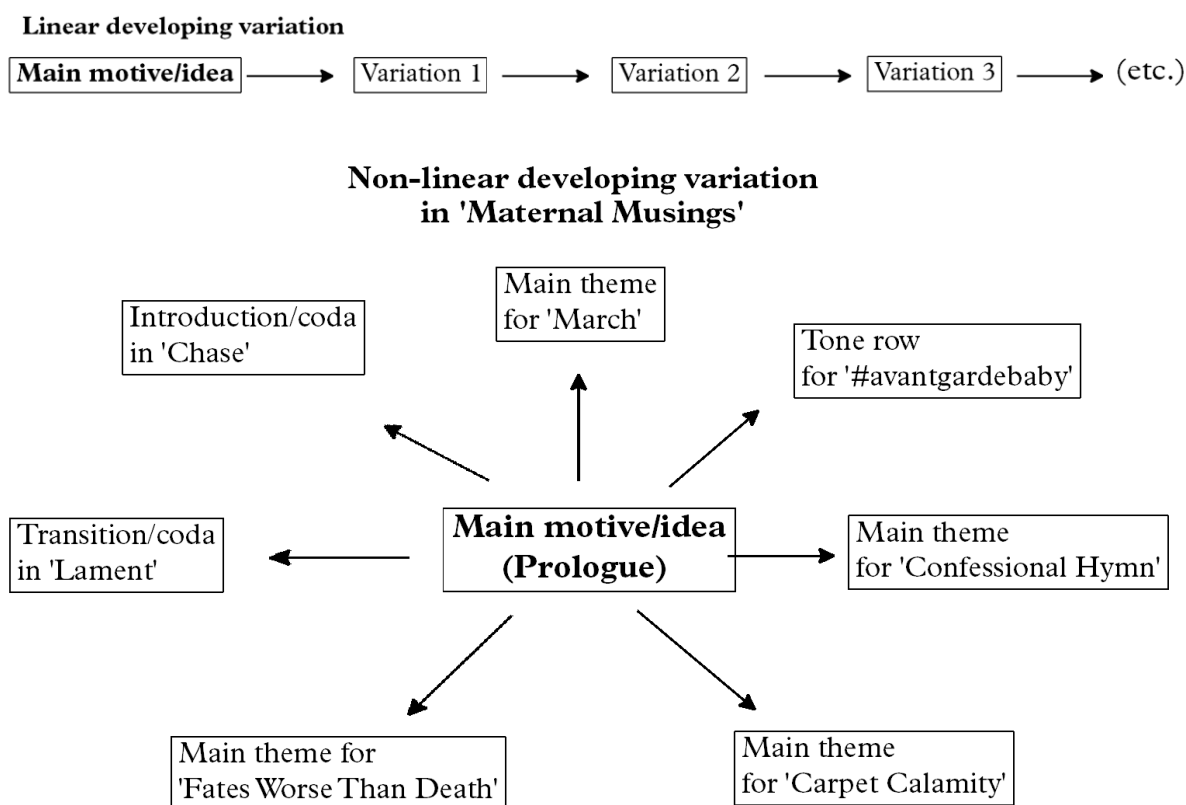 Linear developing variation
Main motive/idea
Variation 1
Variation 2
Variation 3
(etc.)
Non-linear developing variation
in 'Maternal Musings'
Main theme
for 'March'
Introduction/coda
in 'Chase'
Tone row
for '#avantgardebaby'
Transition/coda
in 'Lament'
Main motive/idea
(Prologue)
Main theme
for 'Confessional Hymn'
Main theme for
'Fates Worse Than Death'
Main theme
for 'Carpet Calamity'